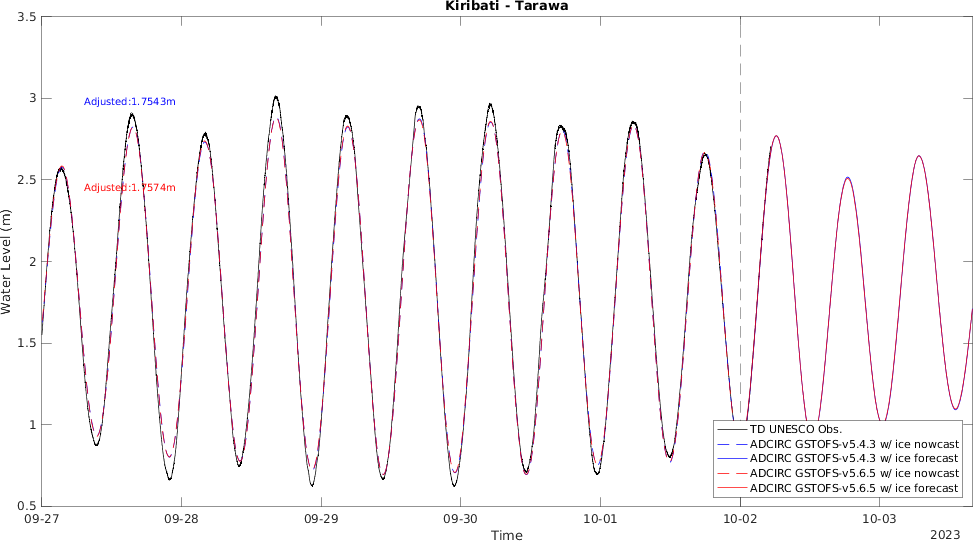 Kiribati - Tarawa
3.5
3
2.5
2
1.5
1
0.5
Water Level (m)
Adjusted:1.7543m
Adjusted:1.7574m
TD UNESCO Obs.
ADCIRC GSTOFS-v5.4.3 w/ ice nowcast
ADCIRC GSTOFS-v5.4.3 w/ ice forecast
ADCIRC GSTOFS-v5.6.5 w/ ice nowcast
ADCIRC GSTOFS-v5.6.5 w/ ice forecast
09-27 09-28 09-29 09-30 10-01 10-02 10-03
Time
2023